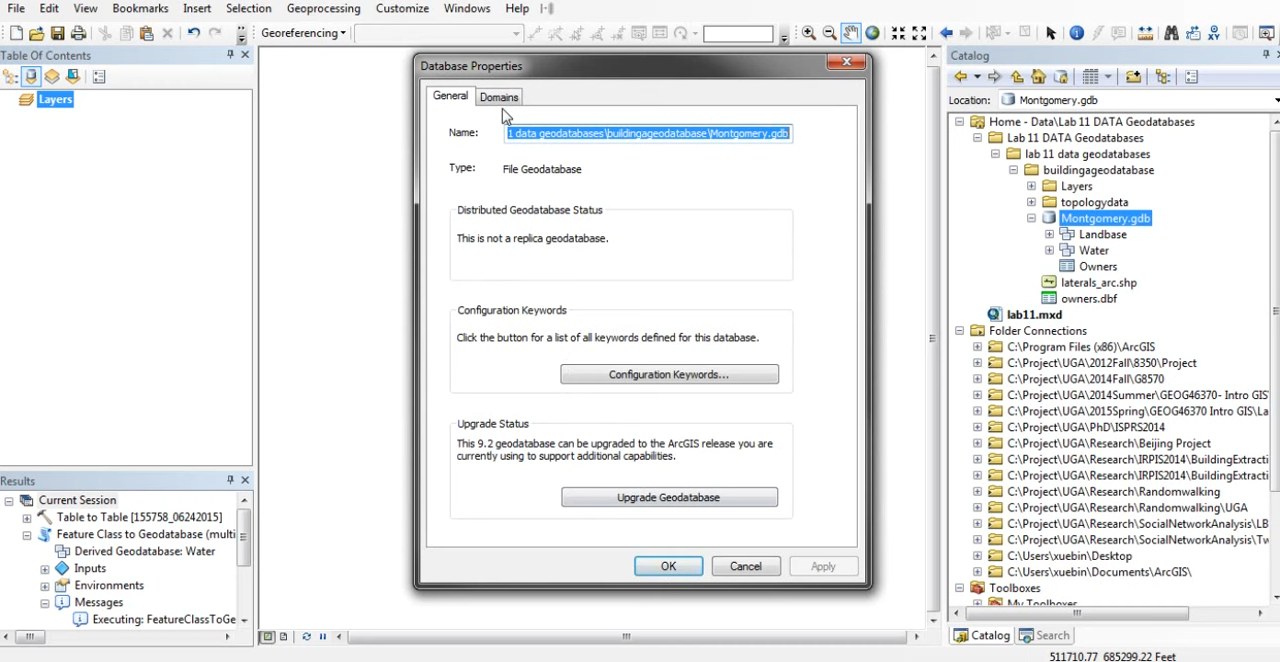 File Edit View Bookmarks Insert Selection Geoprocessing Customize Windows Help
Georeferencing
Table Of Contents
Layers
Results
Current Session
Table to Table [155758_06242015]
Feature Class to Geodatabase (multi
Derived Geodatabase: Water
Inputs
Environments
Messages
Executing: FeatureClassToGe
Database Properties
General Domains
Name: 1 data geodatabases\buildingageodatabase\Montgomery.gdb
Type: File Geodatabase
Distributed Geodatabase Status
This is not a replica geodatabase.
Configuration Keywords
Click the button for a list of all keywords defined for this database.
Configuration Keywords...
Upgrade Status
This 9.2 geodatabase can be upgraded to the ArcGIS release you are
currently using to support additional capabilities.
Upgrade Geodatabase
OK Cancel Apply
Catalog
Location: Montgomery.gdb
Home - Data\Lab 11 DATA Geodatabases
Lab 11 DATA Geodatabases
lab 11 data geodatabases
buildingageodatabase
Layers
topologydata
Montgomery.gdb
Landbase
Water
Owners
laterals_arc.shp
owners.dbf
lab11.mxd
Folder Connections
C:\Program Files (x86)\ArcGIS
C:\Project\UGA\2012Fall\8350\Project
C:\Project\UGA\2014Fall\G8570
C:\Project\UGA\2014Summer\GEOG46370- Intro GIS\
C:\Project\UGA\2015Spring\GEOG46370 Intro GIS\La
C:\Project\UGA\PhD\ISPRS2014
C:\Project\UGA\Research\Beijing Project
C:\Project\UGA\Research\IRPIS2014\BuildingExtracti
C:\Project\UGA\Research\IRPIS2014\BuildingExtracti
C:\Project\UGA\Research\Randomwalking
C:\Project\UGA\Research\Randomwalking\UGA
C:\Project\UGA\Research\SocialNetworkAnalysis\LB
C:\Project\UGA\Research\SocialNetworkAnalysis\Tw
C:\Users\xuebin\Desktop
C:\Users\xuebin\Documents\ArcGIS\
Toolboxes
My Toolboxes
Catalog Search
511710.77 685299.22 Feet